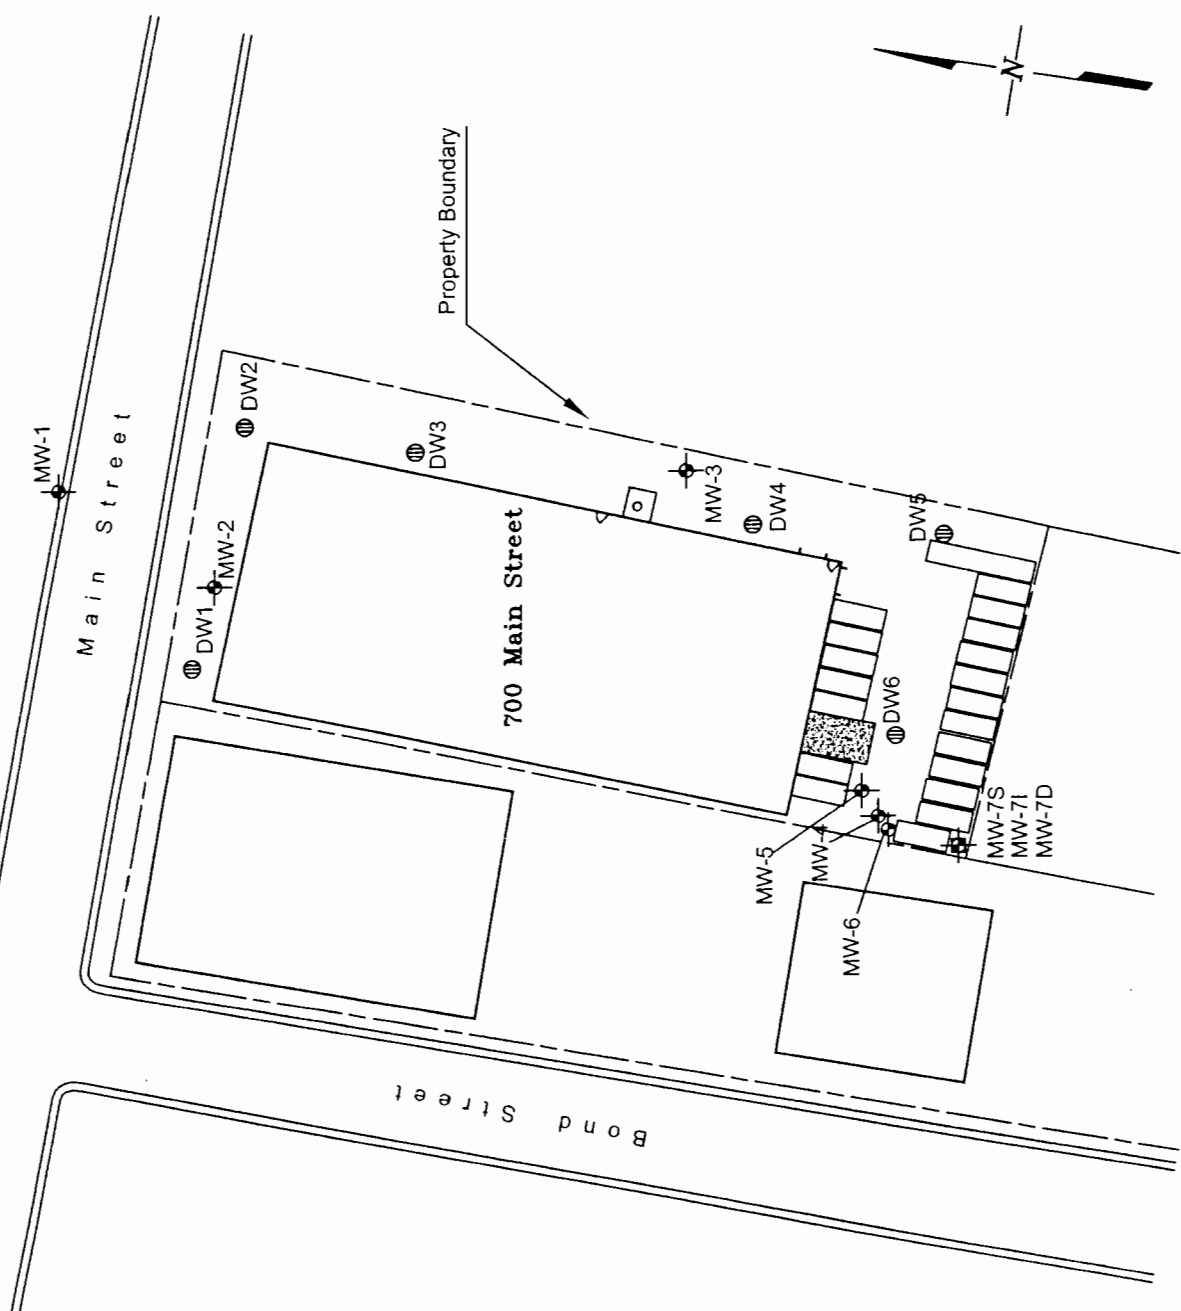 N
Property Boundary
MW-1
Main Street
DW2
DW3
MW-2
DW1
MW-3
DW4
DW5
700 Main Street
DW6
MW-5
MW-4
MW-6
MW-7S
MW-7I
MW-7D
Bond Street